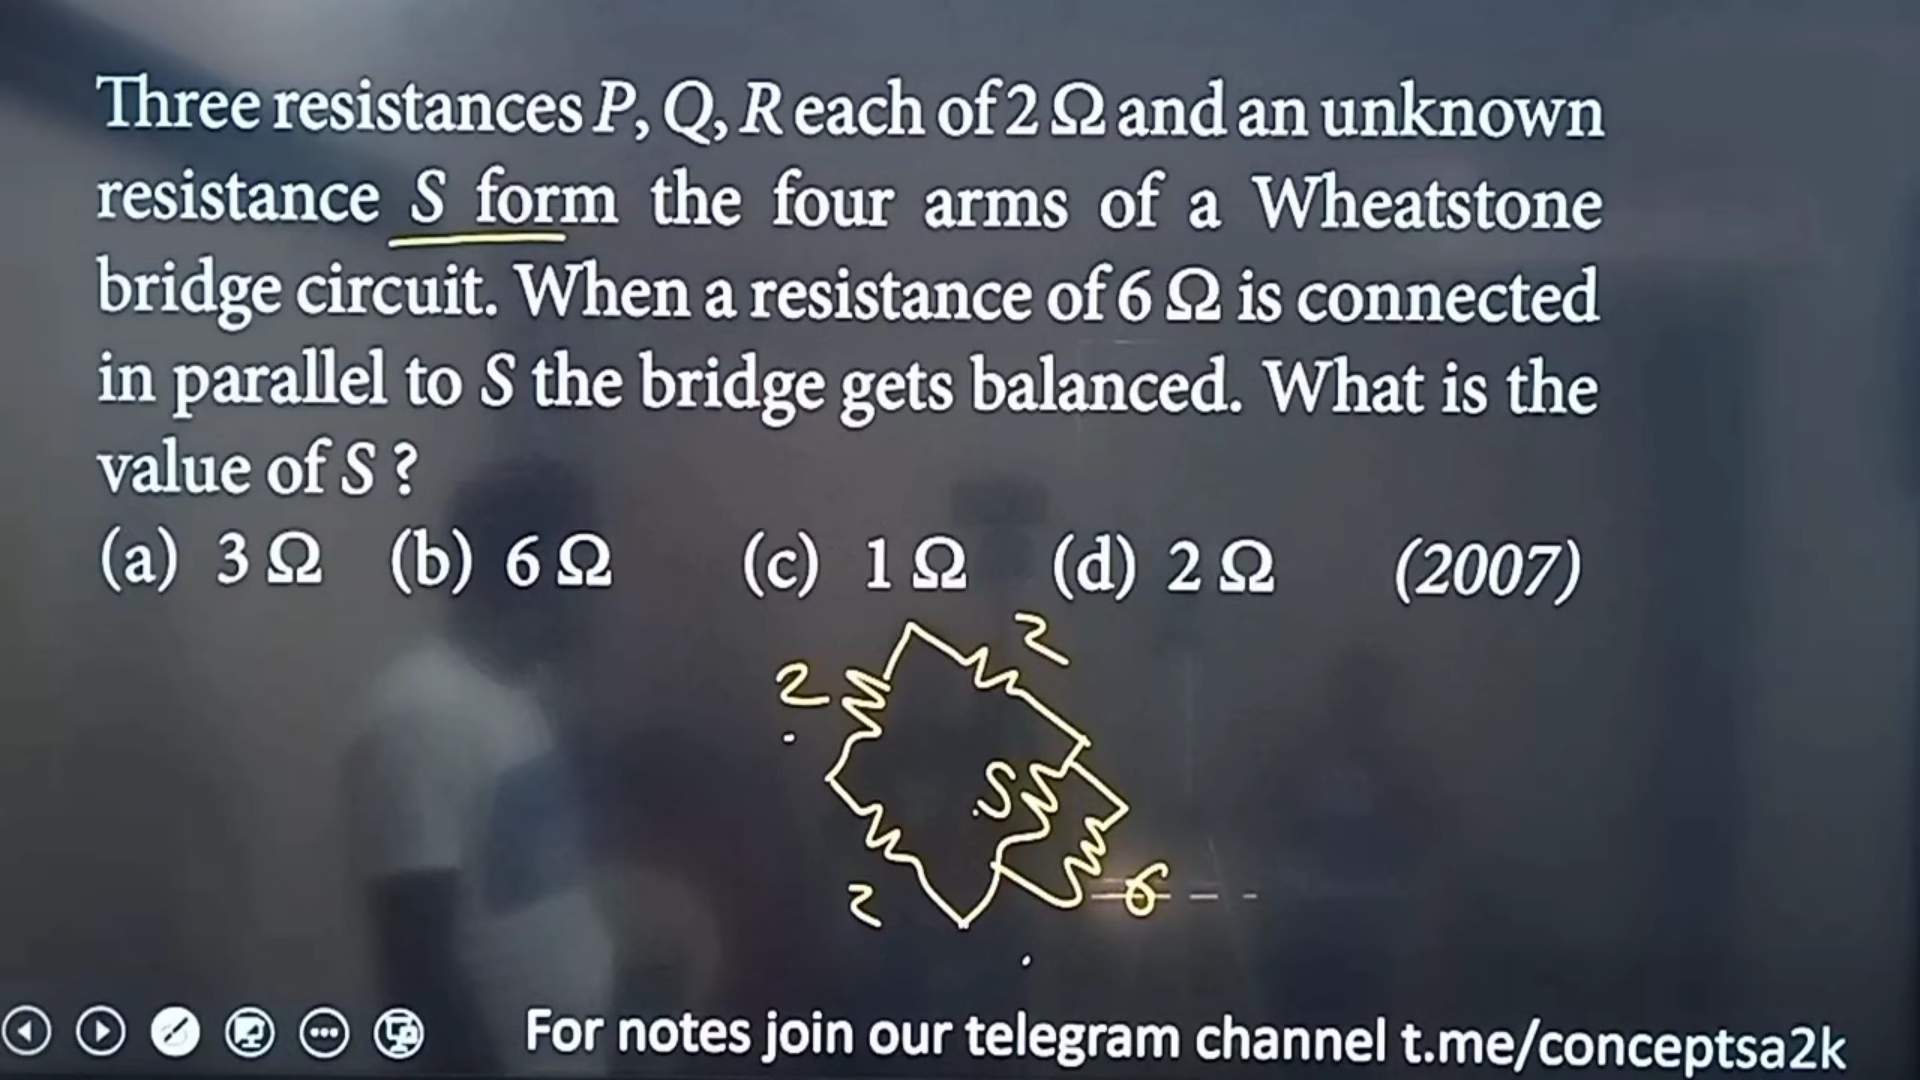 Three resistances P, Q, R each of 2 Ω and an unknown
resistance S form the four arms of a Wheatstone
bridge circuit. When a resistance of 6 Ω is connected
in parallel to S the bridge gets balanced. What is the
value of S ?
(a) 3 Ω (b) 6 Ω (c) 1 Ω (d) 2 Ω (2007)
2
2
S
2
6
For notes join our telegram channel t.me/conceptsa2k